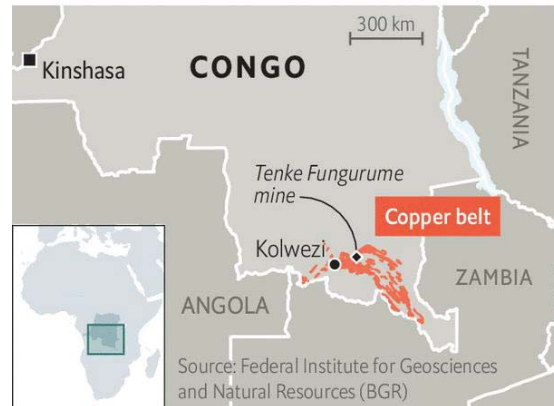 300 km
Kinshasa
CONGO
TANZANIA
Tenke Fungurume
mine
Copper belt
Kolwezi
ZAMBIA
ANGOLA
Source: Federal Institute for Geosciences
and Natural Resources (BGR)